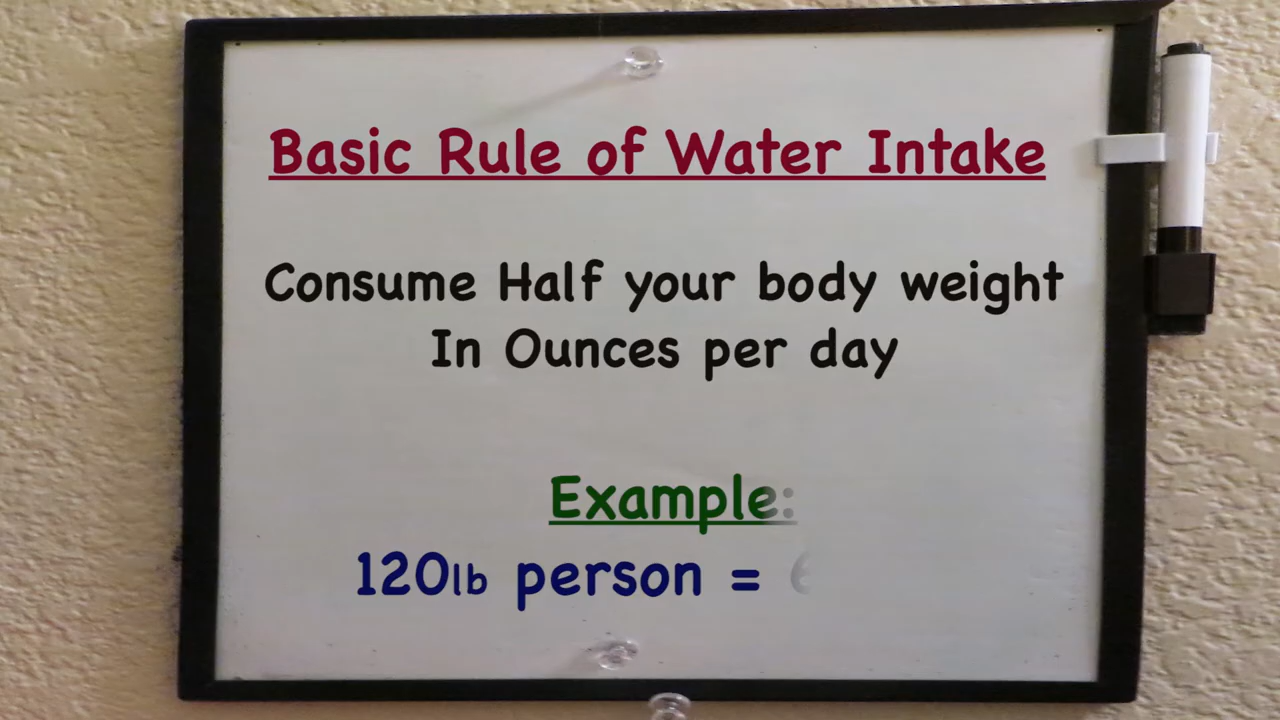 Basic Rule of Water Intake
Consume Half your body weight
In Ounces per day
Example:
120lb person =